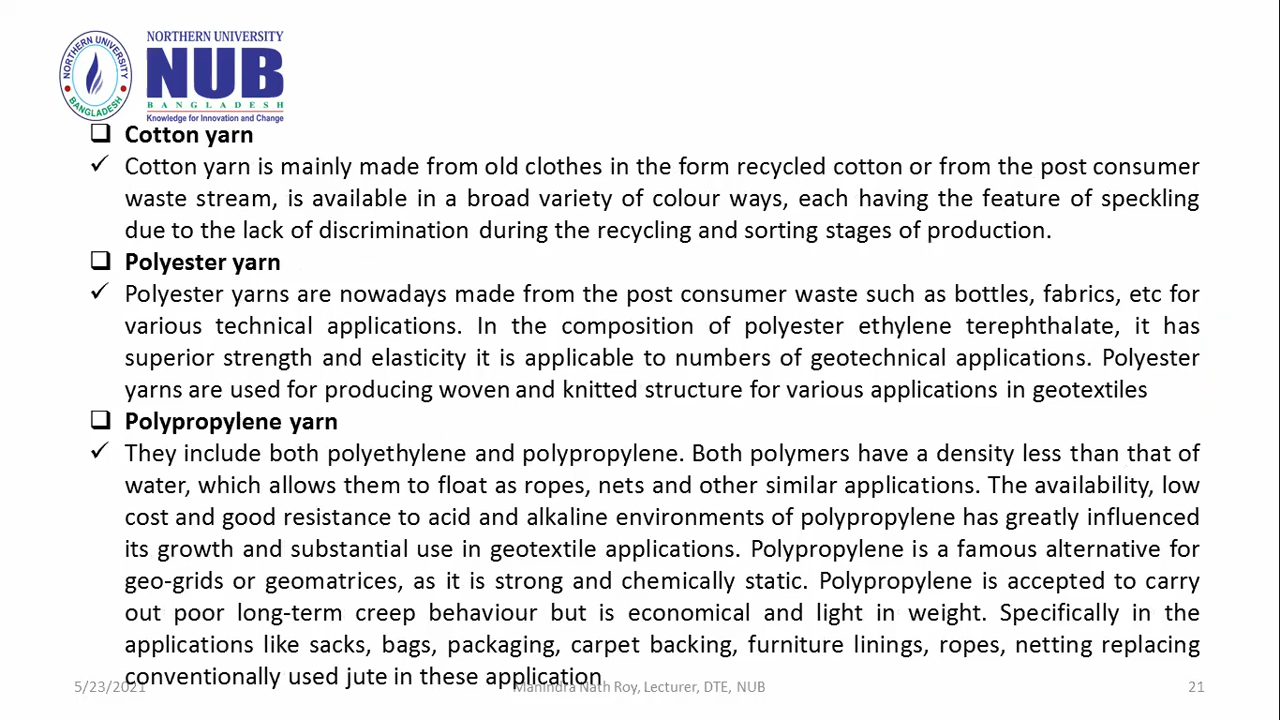 NORTHERN UNIVERSITY
NORTHERN UNIVERSITY
NUB
BANGLADESH
BANGLADESH
Knowledge for Innovation and Change
Cotton yarn
Cotton yarn is mainly made from old clothes in the form recycled cotton or from the post consumer
waste stream, is available in a broad variety of colour ways, each having the feature of speckling
due to the lack of discrimination during the recycling and sorting stages of production.
Polyester yarn
Polyester yarns are nowadays made from the post consumer waste such as bottles, fabrics, etc for
various technical applications. In the composition of polyester ethylene terephthalate, it has
superior strength and elasticity it is applicable to numbers of geotechnical applications. Polyester
yarns are used for producing woven and knitted structure for various applications in geotextiles
Polypropylene yarn
They include both polyethylene and polypropylene. Both polymers have a density less than that of
water, which allows them to float as ropes, nets and other similar applications. The availability, low
cost and good resistance to acid and alkaline environments of polypropylene has greatly influenced
its growth and substantial use in geotextile applications. Polypropylene is a famous alternative for
geo-grids or geomatrices, as it is strong and chemically static. Polypropylene is accepted to carry
out poor long-term creep behaviour but is economical and light in weight. Specifically in the
applications like sacks, bags, packaging, carpet backing, furniture linings, ropes, netting replacing
conventionally used jute in these application
5/23/2021
Manindra Nath Roy, Lecturer, DTE, NUB
21